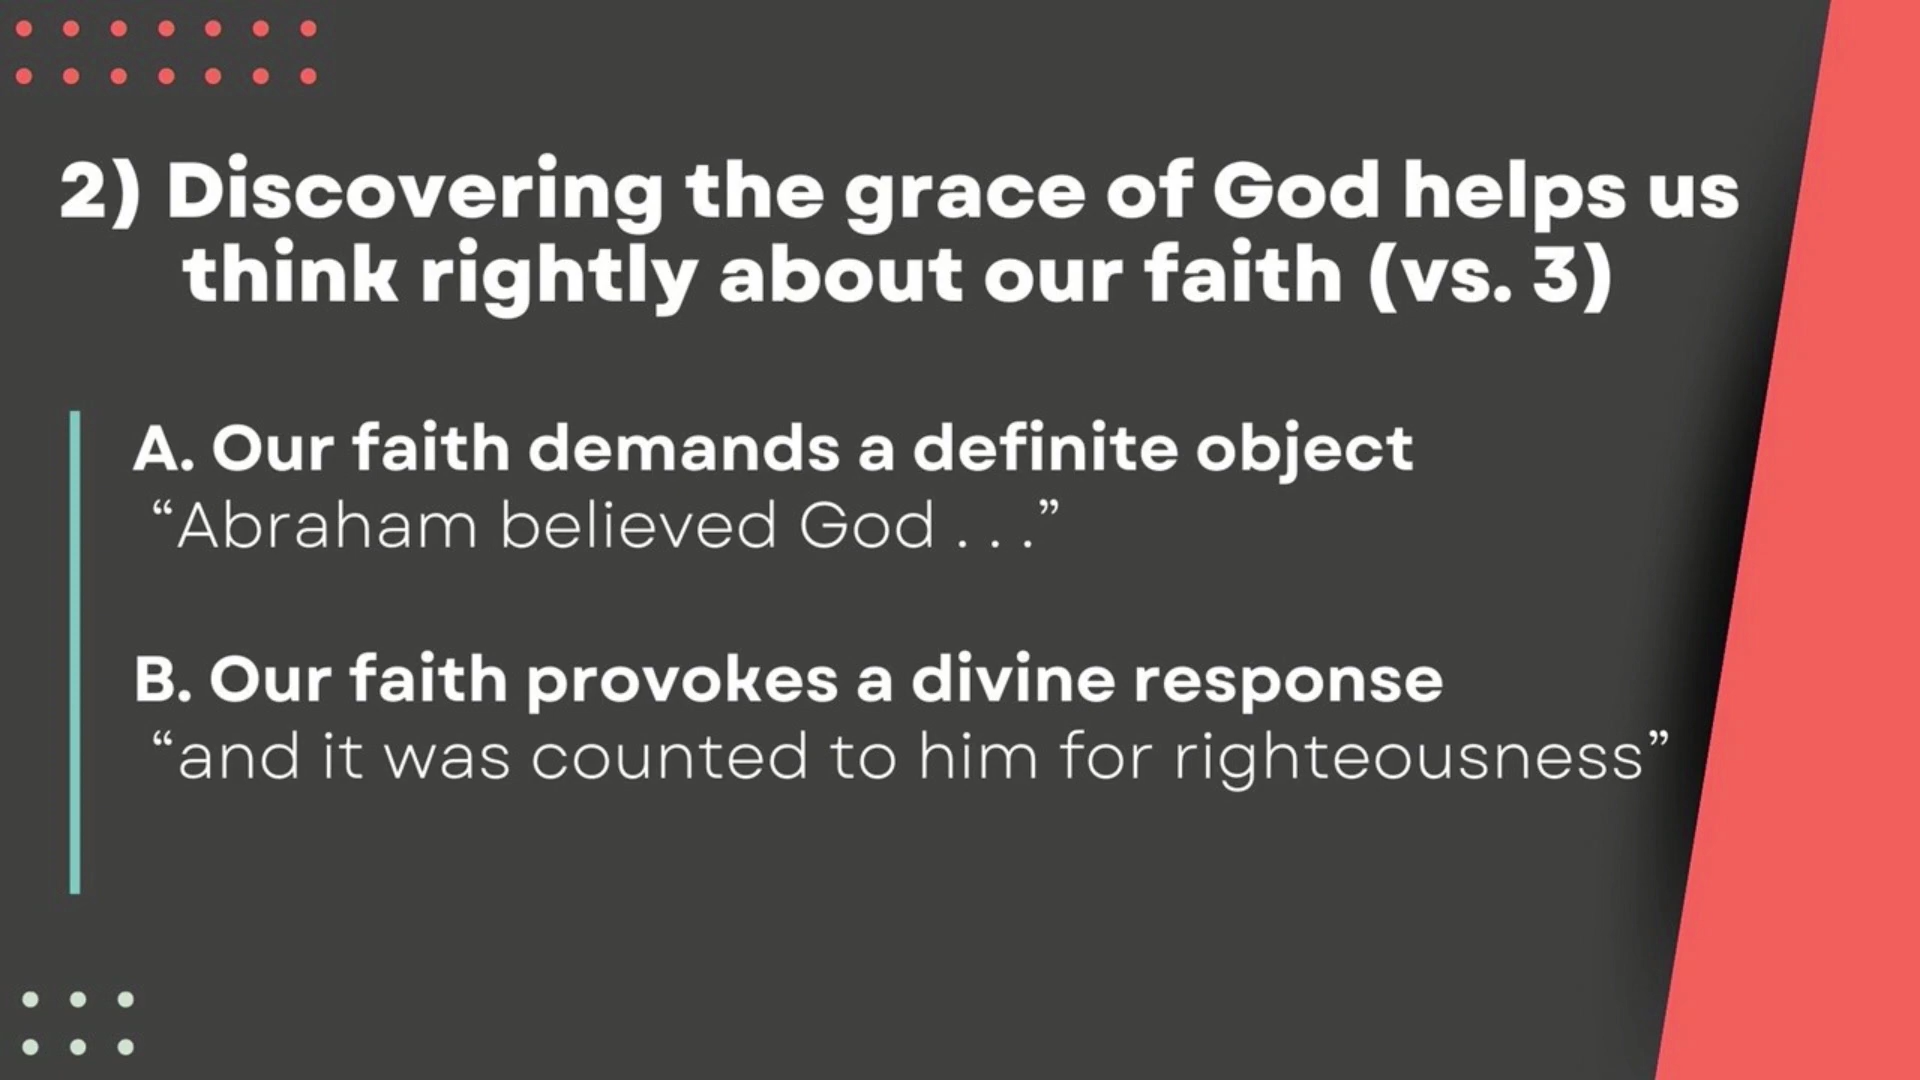 2) Discovering the grace of God helps us
think rightly about our faith (vs. 3)
A. Our faith demands a definite object
“Abraham believed God . . .”
B. Our faith provokes a divine response
“and it was counted to him for righteousness”